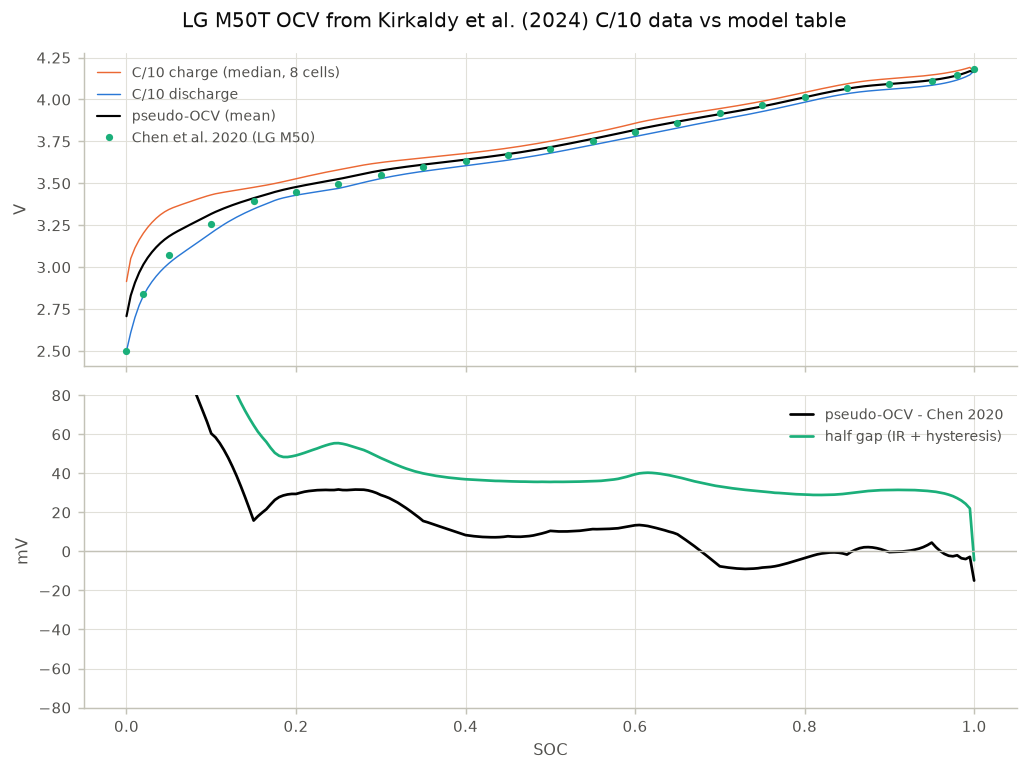 LG M50T OCV from Kirkaldy et al. (2024) C/10 data vs model table
4.25
4.00
3.75
3.50
3.25
3.00
2.75
2.50
V
C/10 charge (median, 8 cells)
C/10 discharge
pseudo-OCV (mean)
Chen et al. 2020 (LG M50)
80
60
40
20
0
−20
−40
−60
−80
mV
pseudo-OCV - Chen 2020
half gap (IR + hysteresis)
0.0 0.2 0.4 0.6 0.8 1.0
SOC